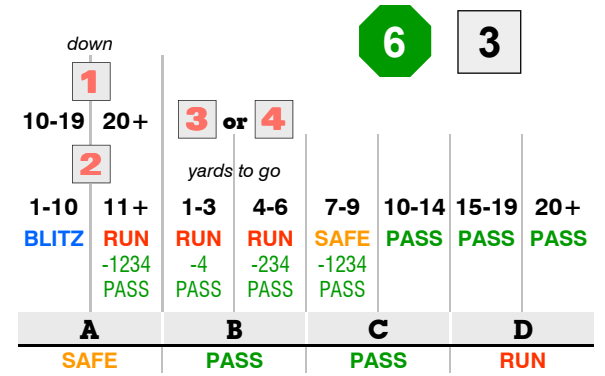 6 3
down
1
10-19 20+ 3 or 4
2 yards to go
1-10 11+ 1-3 4-6 7-9 10-14 15-19 20+
BLITZ RUN RUN RUN SAFE PASS PASS PASS
-1234 -4 -234 -1234
PASS PASS PASS PASS
A B C D
SAFE PASS PASS RUN